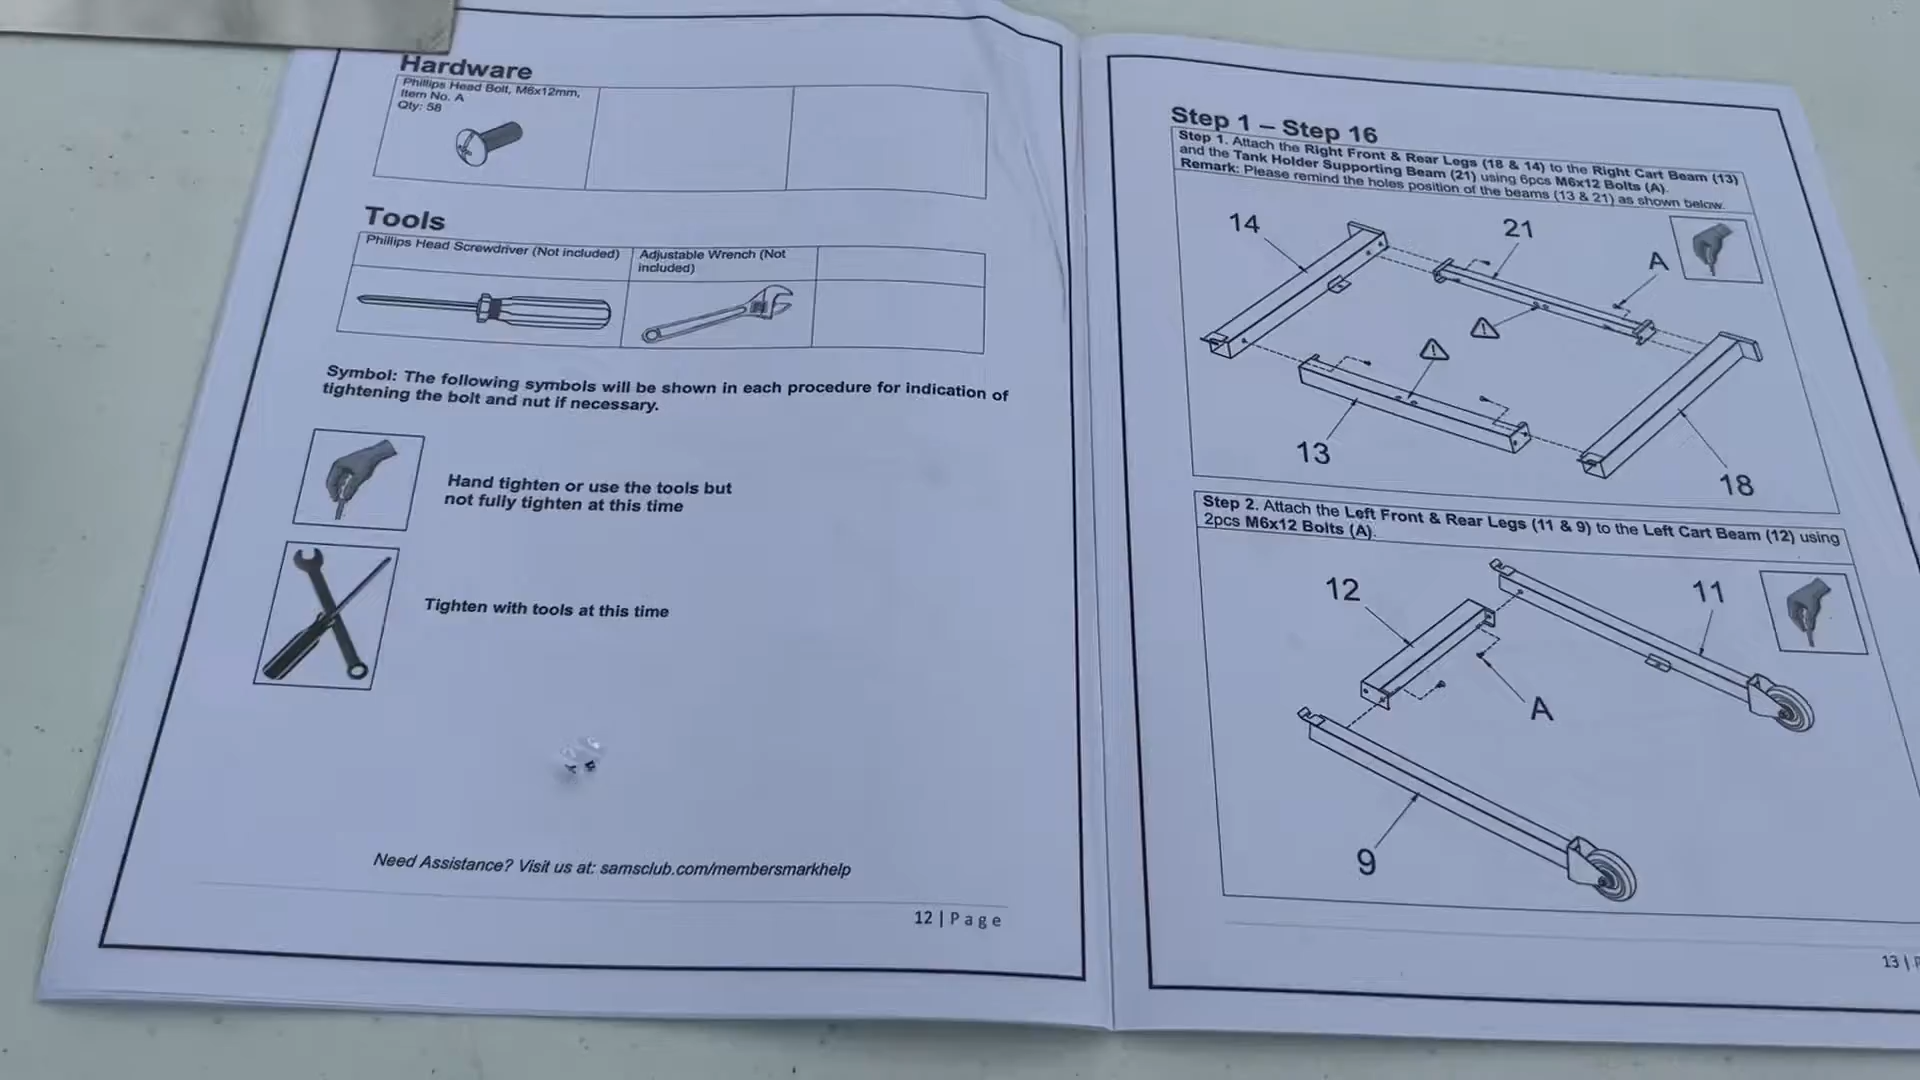 Hardware
Phillips Head Bolt, M6x12mm,
Item No. A
Qty: 58
Tools
Phillips Head Screwdriver (Not included)
Adjustable Wrench (Not
included)
Symbol: The following symbols will be shown in each procedure for indication of
tightening the bolt and nut if necessary.
Hand tighten or use the tools but
not fully tighten at this time
Tighten with tools at this time
Need Assistance? Visit us at: samsclub.com/membersmarkhelp
12 | Page
Step 1 – Step 16
Step 1. Attach the Right Front & Rear Legs (18 & 14) to the Right Cart Beam (13)
and the Tank Holder Supporting Beam (21) using 6pcs M6x12 Bolts (A).
Remark: Please remind the holes position of the beams (13 & 21) as shown below.
14
21
A
13
18
Step 2. Attach the Left Front & Rear Legs (11 & 9) to the Left Cart Beam (12) using
2pcs M6x12 Bolts (A).
12
11
A
9
13 | P